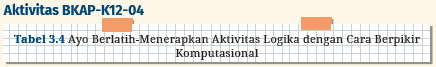 Aktivitas BKAP-K12-04
Tabel 3.4 Ayo Berlatih-Menerapkan Aktivitas Logika dengan Cara Berpikir
Komputasional